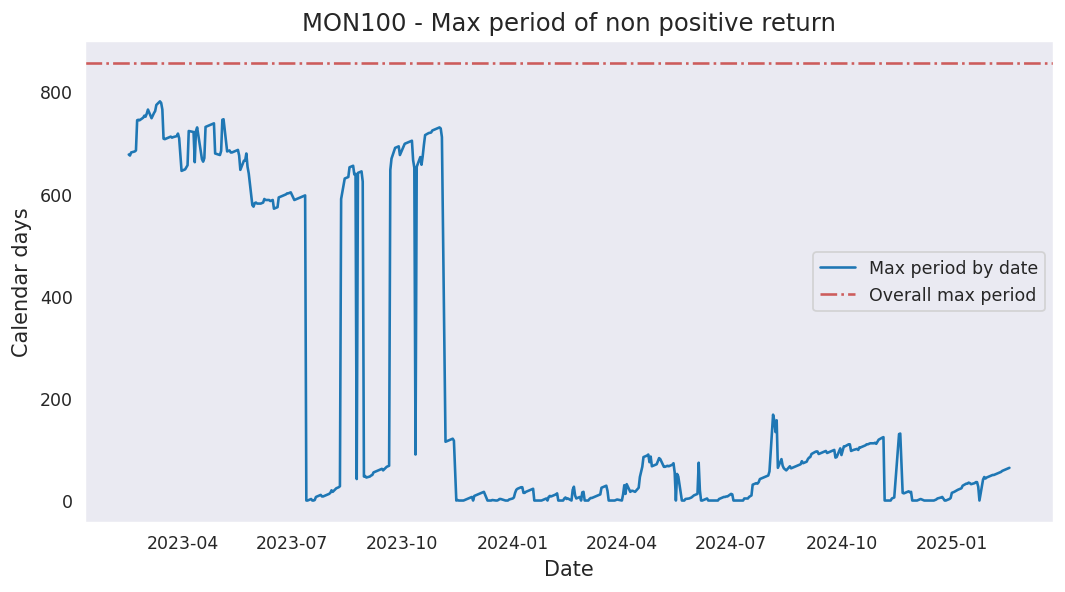 MON100 - Max period of non positive return
Calendar days
800
600
400
200
0
Max period by date
Overall max period
2023-04 2023-07 2023-10 2024-01 2024-04 2024-07 2024-10 2025-01
Date